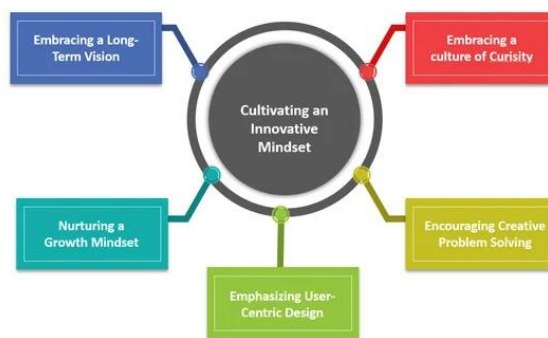 Embracing a Long-
Term Vision
Embracing a
culture of Curisity
Cultivating an
Innovative
Mindset
Nurturing a
Growth Mindset
Encouraging Creative
Problem Solving
Emphasizing User-
Centric Design